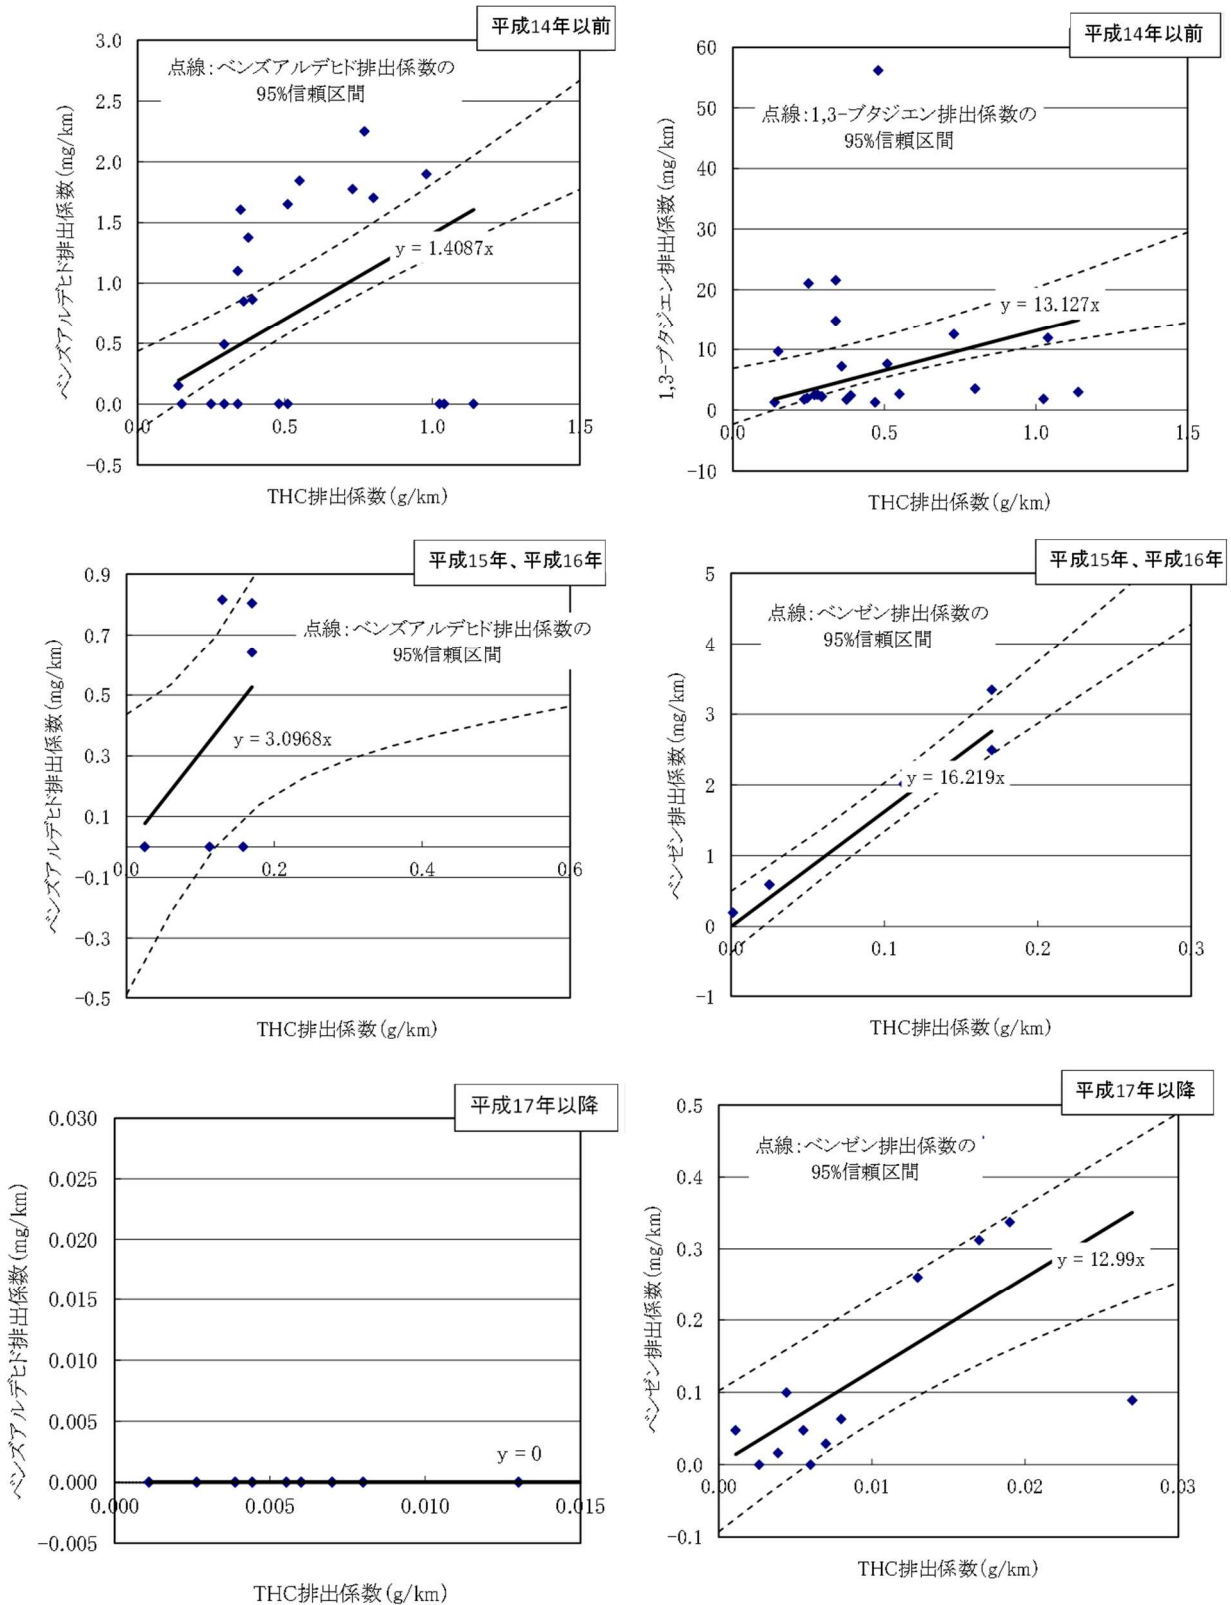 平成14年以前
3.0
2.5
2.0
1.5
1.0
0.5
0.0
-0.5
ベンズアルデヒド排出係数(mg/km)
点線:ベンズアルデヒド排出係数の
95%信頼区間
y = 1.4087x
0.0 0.5 1.0 1.5
THC排出係数(g/km)
平成14年以前
60
50
40
30
20
10
0
-10
1,3-ブタジエン排出係数(mg/km)
点線:1,3-ブタジエン排出係数の
95%信頼区間
y = 13.127x
0.0 0.5 1.0 1.5
THC排出係数(g/km)
平成15年、平成16年
0.9
0.7
0.5
0.3
0.1
-0.1
-0.3
-0.5
ベンズアルデヒド排出係数(mg/km)
点線:ベンズアルデヒド排出係数の
95%信頼区間
y = 3.0968x
0.0 0.2 0.4 0.6
THC排出係数(g/km)
平成15年、平成16年
5
4
3
2
1
0
-1
ベンゼン排出係数(mg/km)
点線:ベンゼン排出係数の
95%信頼区間
y = 16.219x
0.0 0.1 0.2 0.3
THC排出係数(g/km)
平成17年以降
0.030
0.025
0.020
0.015
0.010
0.005
0.000
-0.005
ベンズアルデヒド排出係数(mg/km)
y = 0
0.000 0.005 0.010 0.015
THC排出係数(g/km)
平成17年以降
0.5
0.4
0.3
0.2
0.1
0.0
-0.1
ベンゼン排出係数(mg/km)
点線:ベンゼン排出係数の
95%信頼区間
y = 12.99x
0.00 0.01 0.02 0.03
THC排出係数(g/km)